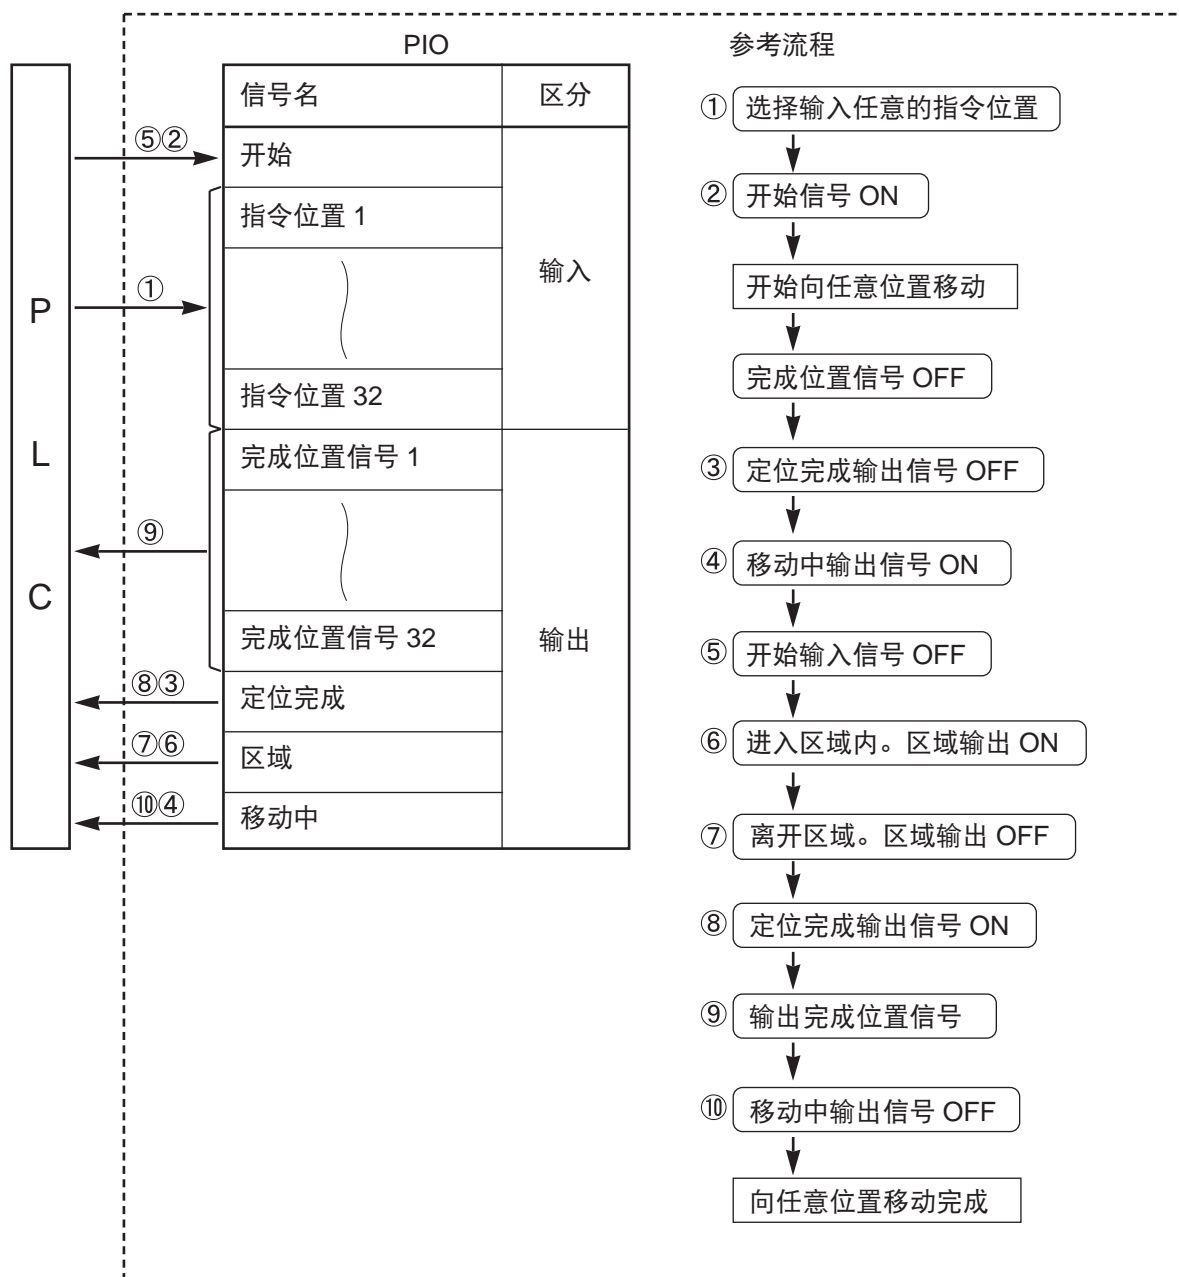 PIO
信号名 区分
⑤② 开始
指令位置 1
① 输入
指令位置 32
完成位置信号 1
⑨
完成位置信号 32 输出
⑧③ 定位完成
⑦⑥ 区域
⑩④ 移动中
P
L
C
参考流程
① 选择输入任意的指令位置
② 开始信号 ON
开始向任意位置移动
完成位置信号 OFF
③ 定位完成输出信号 OFF
④ 移动中输出信号 ON
⑤ 开始输入信号 OFF
⑥ 进入区域内。区域输出 ON
⑦ 离开区域。区域输出 OFF
⑧ 定位完成输出信号 ON
⑨ 输出完成位置信号
⑩ 移动中输出信号 OFF
向任意位置移动完成